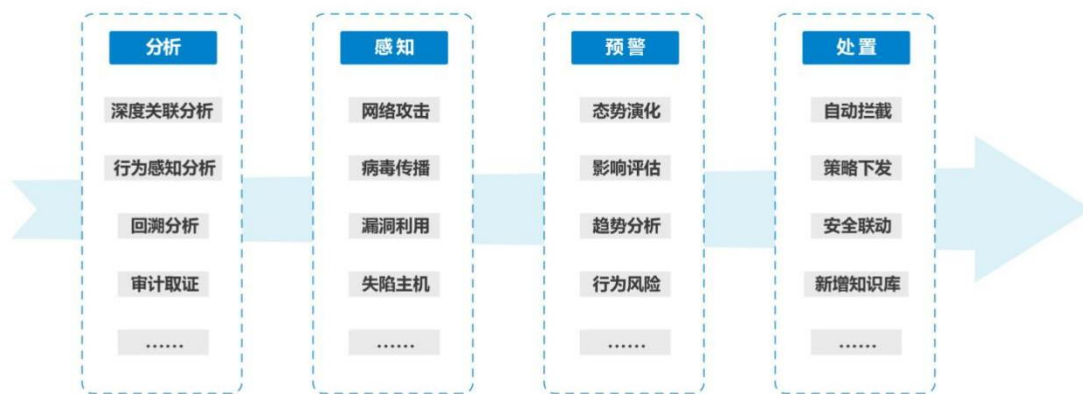 分析
深度关联分析
行为感知分析
回溯分析
审计取证
……
感知
网络攻击
病毒传播
漏洞利用
失陷主机
……
预警
态势演化
影响评估
趋势分析
行为风险
……
处置
自动拦截
策略下发
安全联动
新增知识库
……